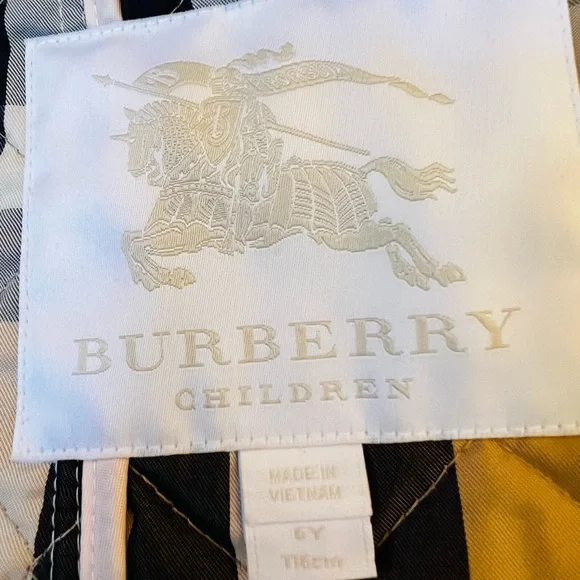 BURBERRY
CHILDREN
MADE IN
VIETNAM
6Y
116cm